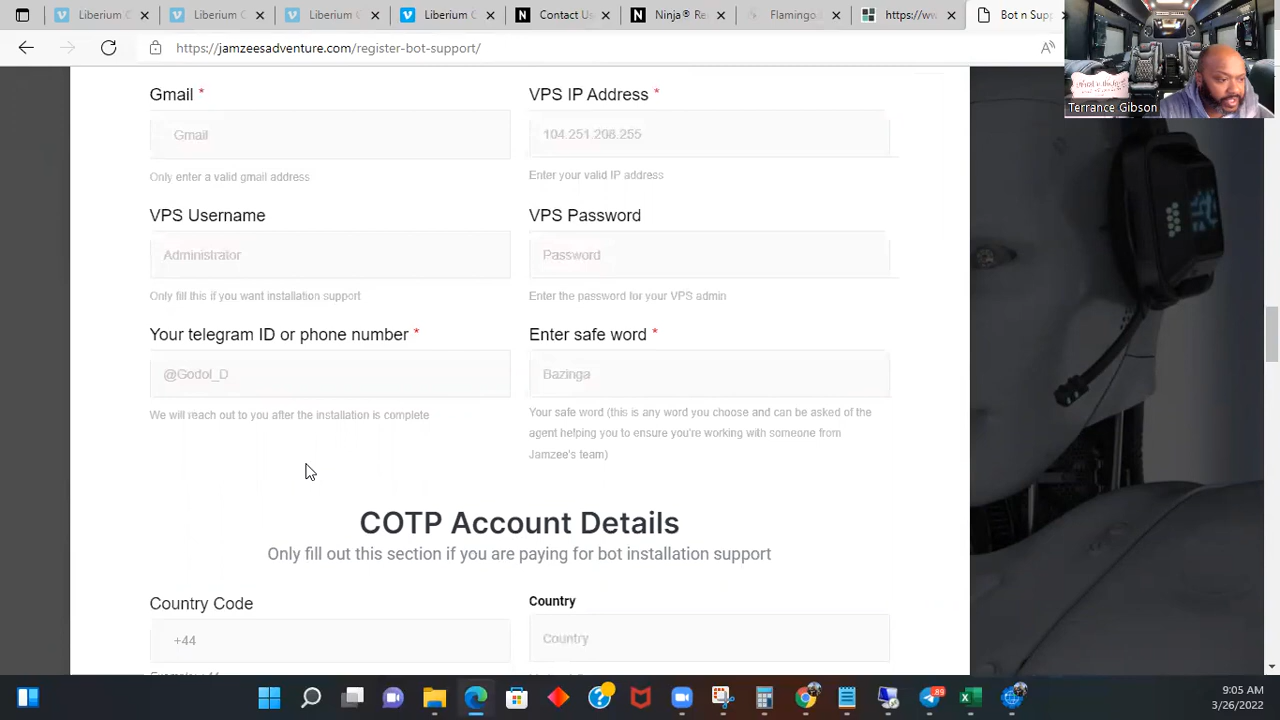 Liberium C
Liberium C
Liberium C
Liberium C
Contact Us
Ninja® Re
Flamingo
Bot n Supp
https://jamzeesadventure.com/register-bot-support/
Terrance Gibson
Gmail *
VPS IP Address *
Gmail
104.251.208.255
Only enter a valid gmail address
Enter your valid IP address
VPS Username
VPS Password
Administrator
Password
Only fill this if you want installation support
Enter the password for your VPS admin
Your telegram ID or phone number *
Enter safe word *
@Godol_D
Bazinga
We will reach out to you after the installation is complete
Your safe word (this is any word you choose and can be asked of the
agent helping you to ensure you're working with someone from
Jamzee's team)
COTP Account Details
Only fill out this section if you are paying for bot installation support
Country Code
Country
+44
Country
89
9:05 AM
3/26/2022